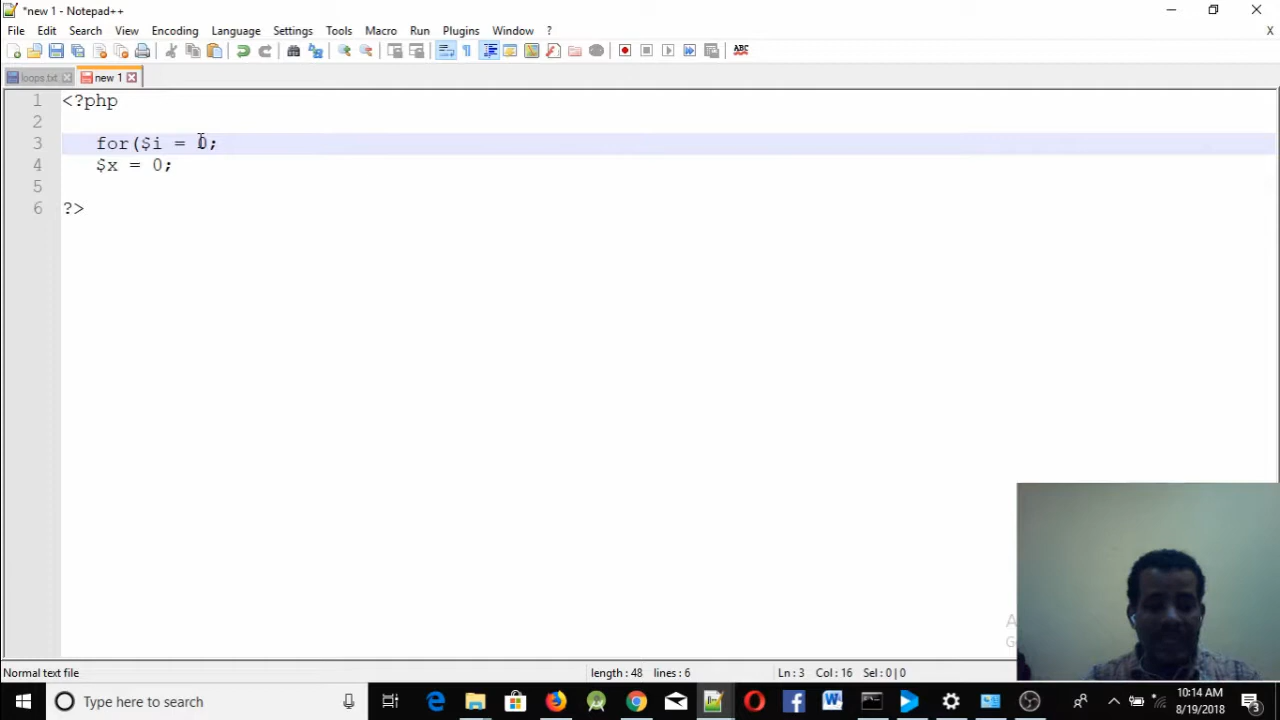 *new 1 - Notepad++
File Edit Search View Encoding Language Settings Tools Macro Run Plugins Window ?
X
ABC
loops.txt
new 1
1 <?php
2
3 for($i = 0;
4 $x = 0;
5
6 ?>
Normal text file
length : 48 lines : 6
Ln : 3 Col : 16 Sel : 0 | 0
Type here to search
10:14 AM
8/19/2018
3